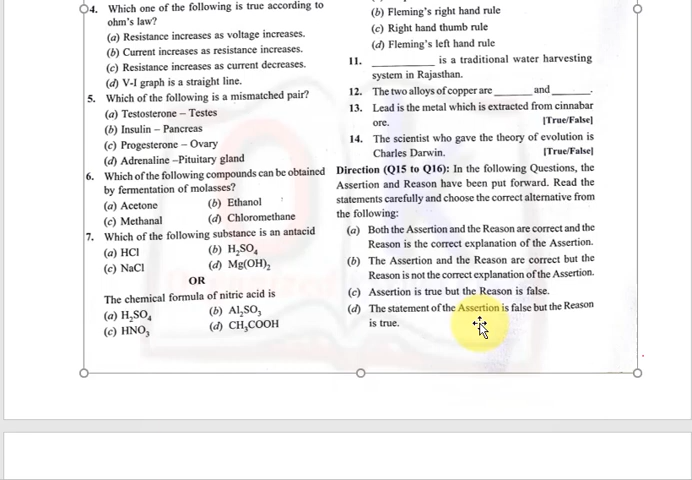 4. Which one of the following is true according to
ohm's law?
(a) Resistance increases as voltage increases.
(b) Current increases as resistance increases.
(c) Resistance increases as current decreases.
(d) V-I graph is a straight line.
5. Which of the following is a mismatched pair?
(a) Testosterone – Testes
(b) Insulin – Pancreas
(c) Progesterone – Ovary
(d) Adrenaline –Pituitary gland
6. Which of the following compounds can be obtained
by fermentation of molasses?
(a) Acetone (b) Ethanol
(c) Methanal (d) Chloromethane
7. Which of the following substance is an antacid
(a) HCl (b) H₂SO₄
(c) NaCl (d) Mg(OH)₂
OR
The chemical formula of nitric acid is
(a) H₂SO₄ (b) Al₂SO₃
(c) HNO₃ (d) CH₃COOH
(b) Fleming's right hand rule
(c) Right hand thumb rule
(d) Fleming's left hand rule
11. __________ is a traditional water harvesting
system in Rajasthan.
12. The two alloys of copper are ______ and ______.
13. Lead is the metal which is extracted from cinnabar
ore. [True/False]
14. The scientist who gave the theory of evolution is
Charles Darwin. [True/False]
Direction (Q15 to Q16): In the following Questions, the
Assertion and Reason have been put forward. Read the
statements carefully and choose the correct alternative from
the following:
(a) Both the Assertion and the Reason are correct and the
Reason is the correct explanation of the Assertion.
(b) The Assertion and the Reason are correct but the
Reason is not the correct explanation of the Assertion.
(c) Assertion is true but the Reason is false.
(d) The statement of the Assertion is false but the Reason
is true.